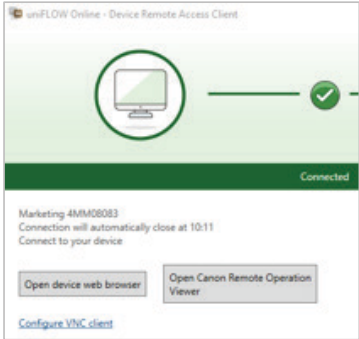 uniFLOW Online - Device Remote Access Client
Connected
Marketing 4MM08083
Connection will automatically close at 10:11
Connect to your device
Open device web browser
Open Canon Remote Operation
Viewer
Configure VNC client